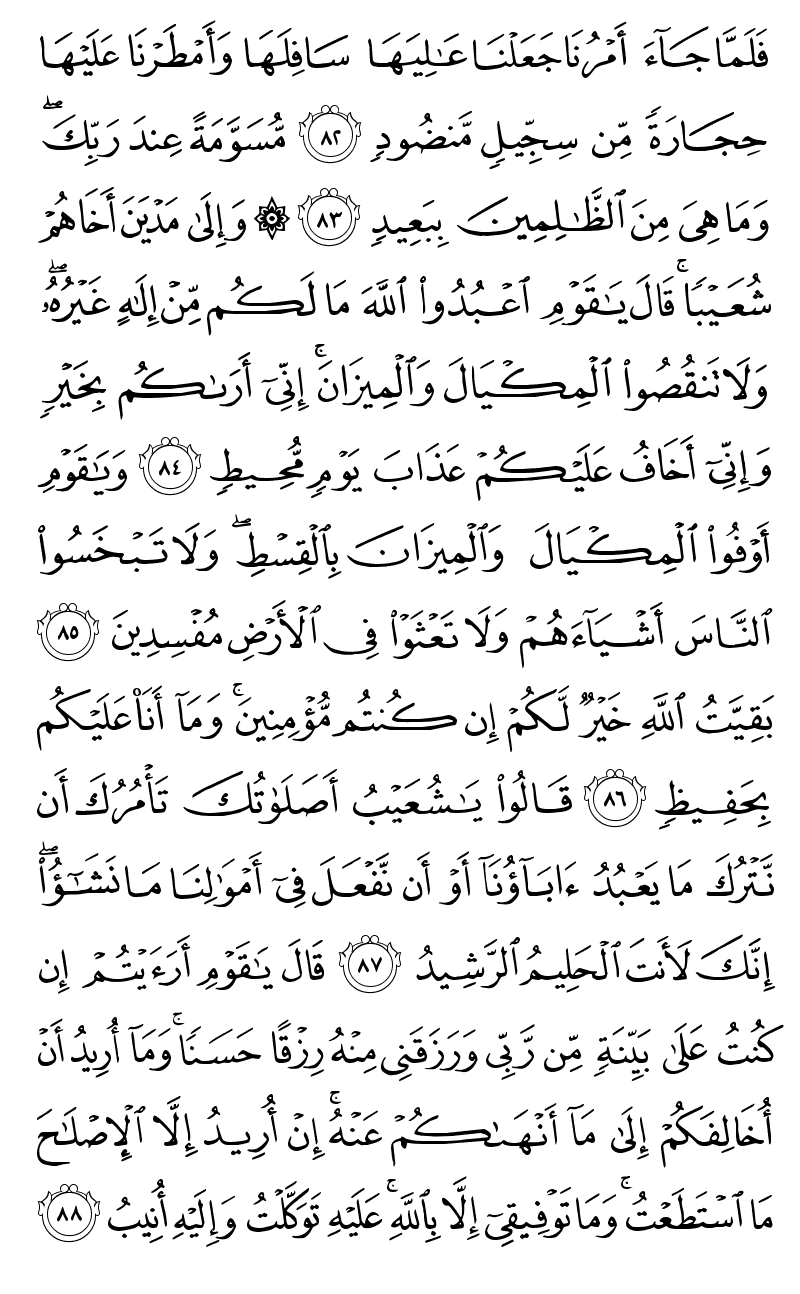 فَلَمَّا جَآءَ أَمْرُنَا جَعَلْنَا عَـٰلِيَهَا سَافِلَهَا وَأَمْطَرْنَا عَلَيْهَا
حِجَارَةً مِّن سِجِّيلٍ مَّنضُودٍ ٨٢ مُّسَوَّمَةً عِندَ رَبِّكَ ۖ
وَمَا هِىَ مِنَ ٱلظَّـٰلِمِينَ بِبَعِيدٍ ٨٣ ۞ وَإِلَىٰ مَدْيَنَ أَخَاهُمْ
شُعَيْبًا ۚ قَالَ يَـٰقَوْمِ ٱعْبُدُوا۟ ٱللَّهَ مَا لَكُم مِّنْ إِلَـٰهٍ غَيْرُهُۥ ۖ
وَلَا تَنقُصُوا۟ ٱلْمِكْيَالَ وَٱلْمِيزَانَ ۚ إِنِّىٓ أَرَىٰكُم بِخَيْرٍ
وَإِنِّىٓ أَخَافُ عَلَيْكُمْ عَذَابَ يَوْمٍ مُّحِيطٍ ٨٤ وَيَـٰقَوْمِ
أَوْفُوا۟ ٱلْمِكْيَالَ وَٱلْمِيزَانَ بِٱلْقِسْطِ ۖ وَلَا تَبْخَسُوا۟
ٱلنَّاسَ أَشْيَآءَهُمْ وَلَا تَعْثَوْا۟ فِى ٱلْأَرْضِ مُفْسِدِينَ ٨٥
بَقِيَّتُ ٱللَّهِ خَيْرٌ لَّكُمْ إِن كُنتُم مُّؤْمِنِينَ ۚ وَمَآ أَنَا۠ عَلَيْكُم
بِحَفِيظٍ ٨٦ قَالُوا۟ يَـٰشُعَيْبُ أَصَلَوٰتُكَ تَأْمُرُكَ أَن
نَّتْرُكَ مَا يَعْبُدُ ءَابَآؤُنَآ أَوْ أَن نَّفْعَلَ فِىٓ أَمْوَٰلِنَا مَا نَشَـٰٓؤُا۟ ۖ
إِنَّكَ لَأَنتَ ٱلْحَلِيمُ ٱلرَّشِيدُ ٨٧ قَالَ يَـٰقَوْمِ أَرَءَيْتُمْ إِن
كُنتُ عَلَىٰ بَيِّنَةٍ مِّن رَّبِّى وَرَزَقَنِى مِنْهُ رِزْقًا حَسَنًا ۚ وَمَآ أُرِيدُ أَنْ
أُخَالِفَكُمْ إِلَىٰ مَآ أَنْهَىٰكُمْ عَنْهُ ۚ إِنْ أُرِيدُ إِلَّا ٱلْإِصْلَـٰحَ
مَا ٱسْتَطَعْتُ ۚ وَمَا تَوْفِيقِىٓ إِلَّا بِٱللَّهِ ۚ عَلَيْهِ تَوَكَّلْتُ وَإِلَيْهِ أُنِيبُ ٨٨